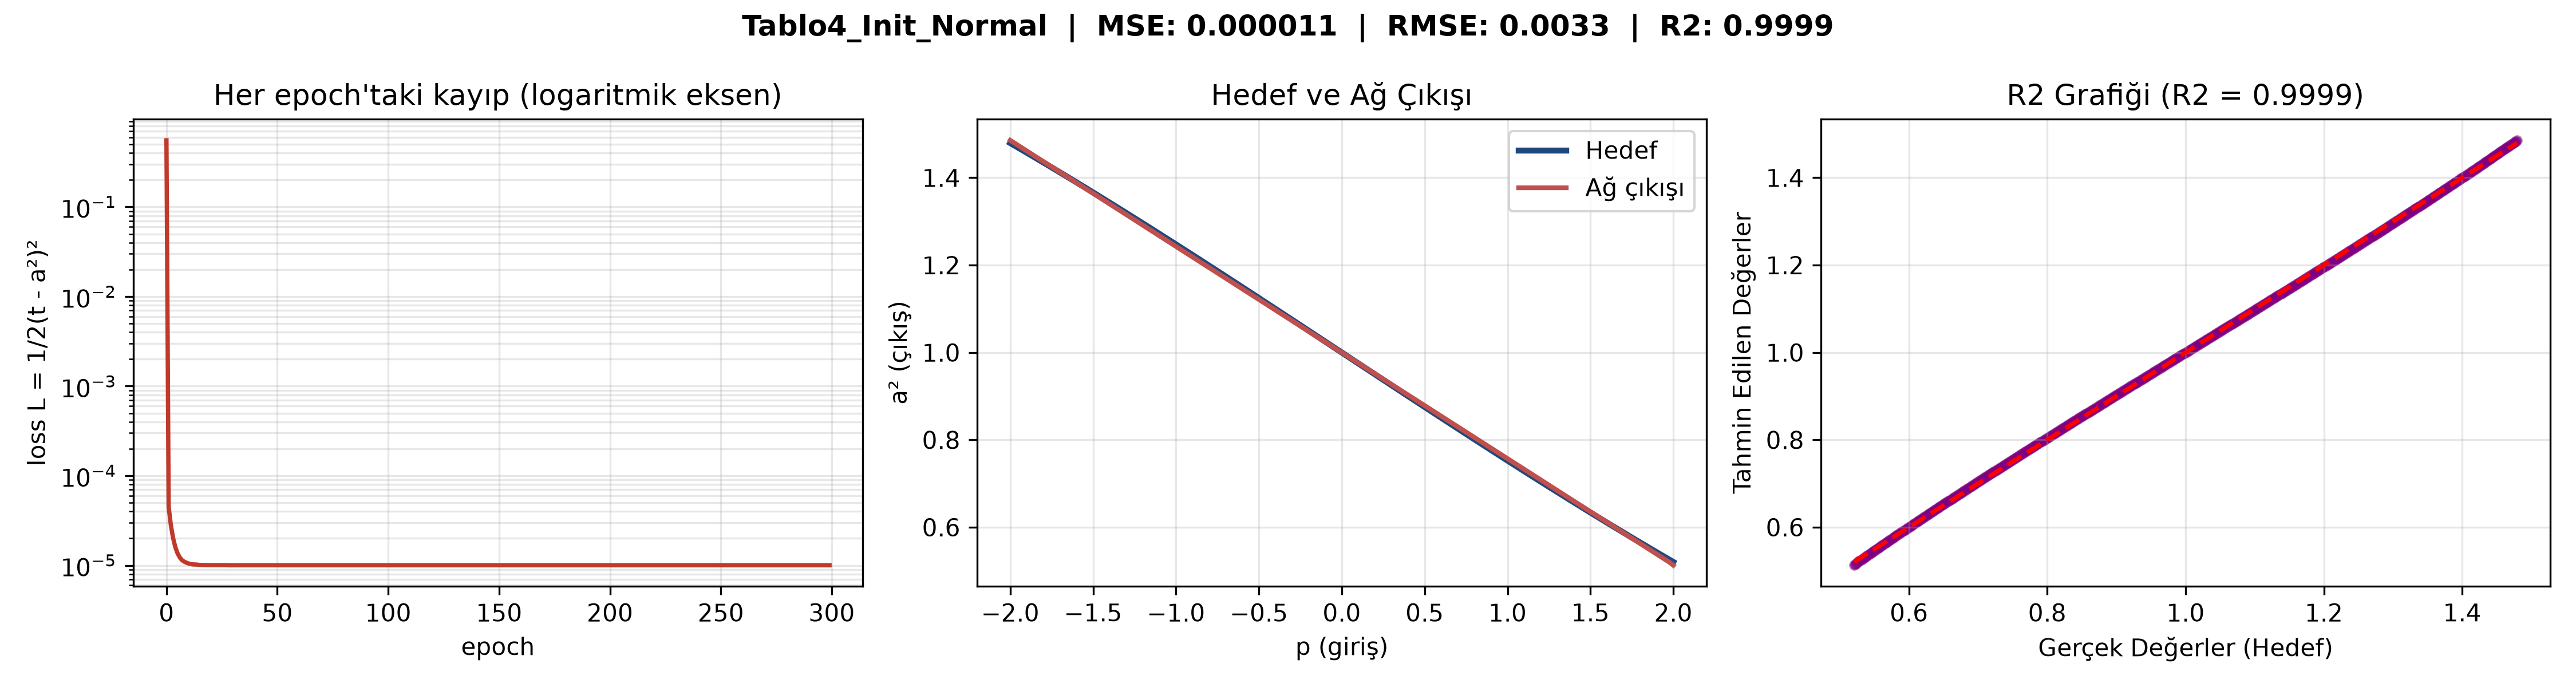 Tablo4_Init_Normal | MSE: 0.000011 | RMSE: 0.0033 | R2: 0.9999
Her epoch'taki kayıp (logaritmik eksen)
loss L = 1/2(t - a²)²
10⁻¹
10⁻²
10⁻³
10⁻⁴
10⁻⁵
0 50 100 150 200 250 300
epoch
Hedef ve Ağ Çıkışı
Hedef
Ağ çıkışı
a² (çıkış)
1.4
1.2
1.0
0.8
0.6
−2.0 −1.5 −1.0 −0.5 0.0 0.5 1.0 1.5 2.0
p (giriş)
R2 Grafiği (R2 = 0.9999)
Tahmin Edilen Değerler
1.4
1.2
1.0
0.8
0.6
0.6 0.8 1.0 1.2 1.4
Gerçek Değerler (Hedef)